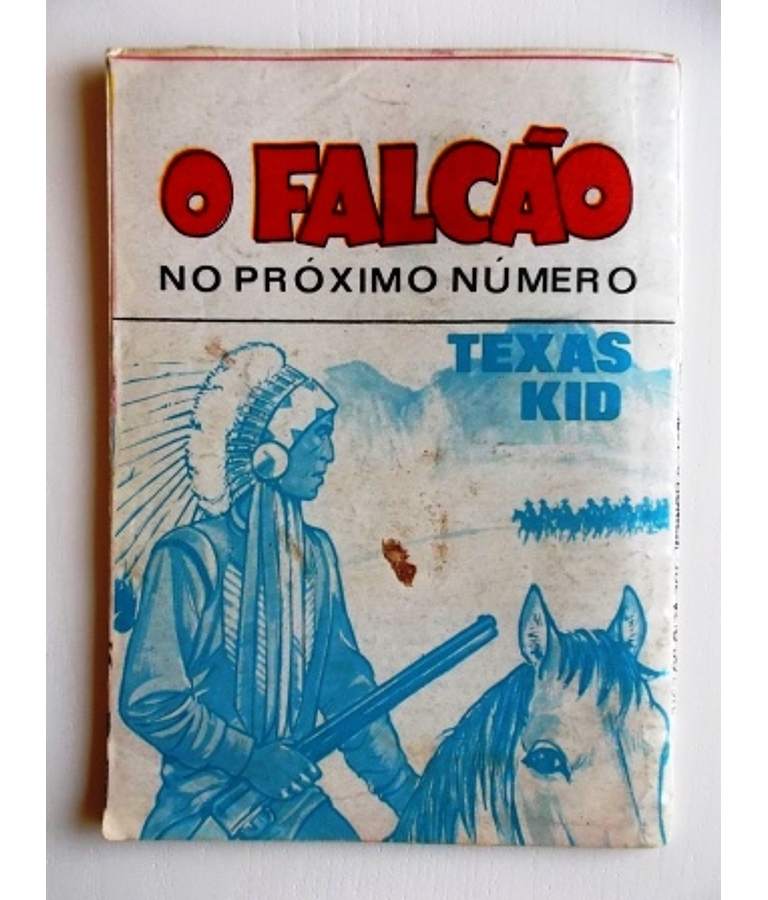 O FALCÃO
NO PRÓXIMO NÚMERO
TEXAS
KID